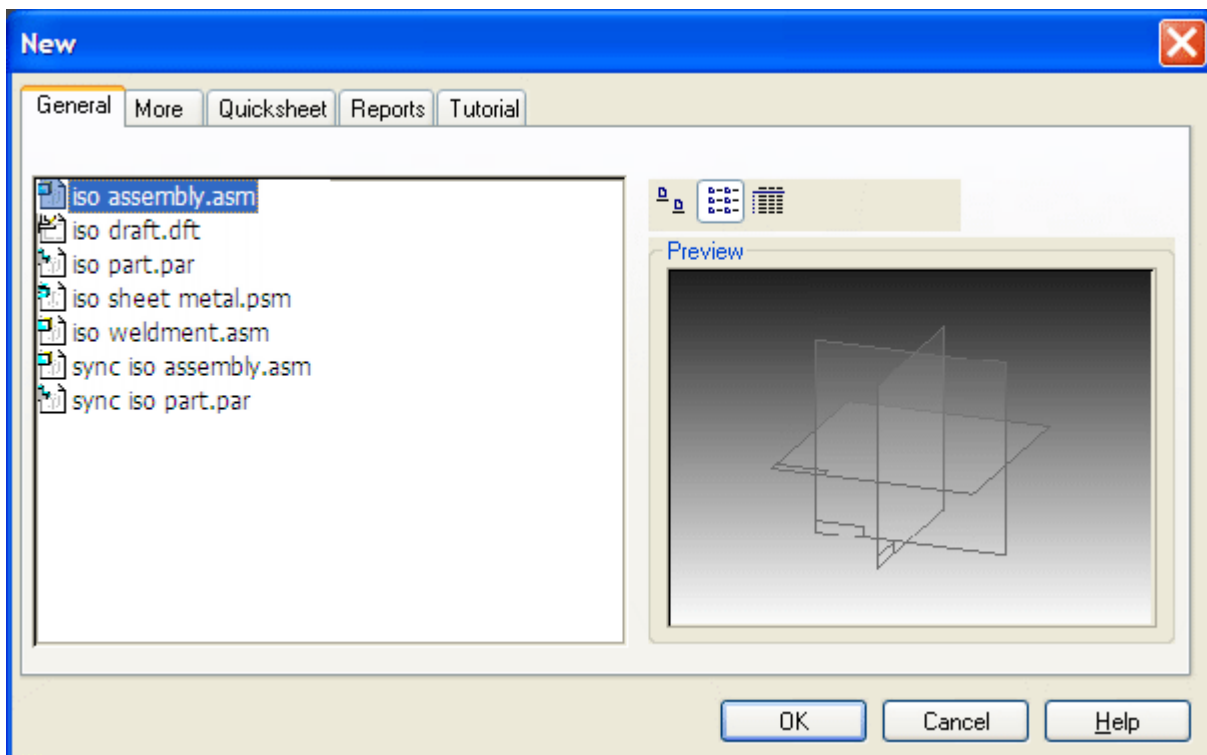 New
General More Quicksheet Reports Tutorial
iso assembly.asm
iso draft.dft
iso part.par
iso sheet metal.psm
iso weldment.asm
sync iso assembly.asm
sync iso part.par
Preview
OK Cancel Help